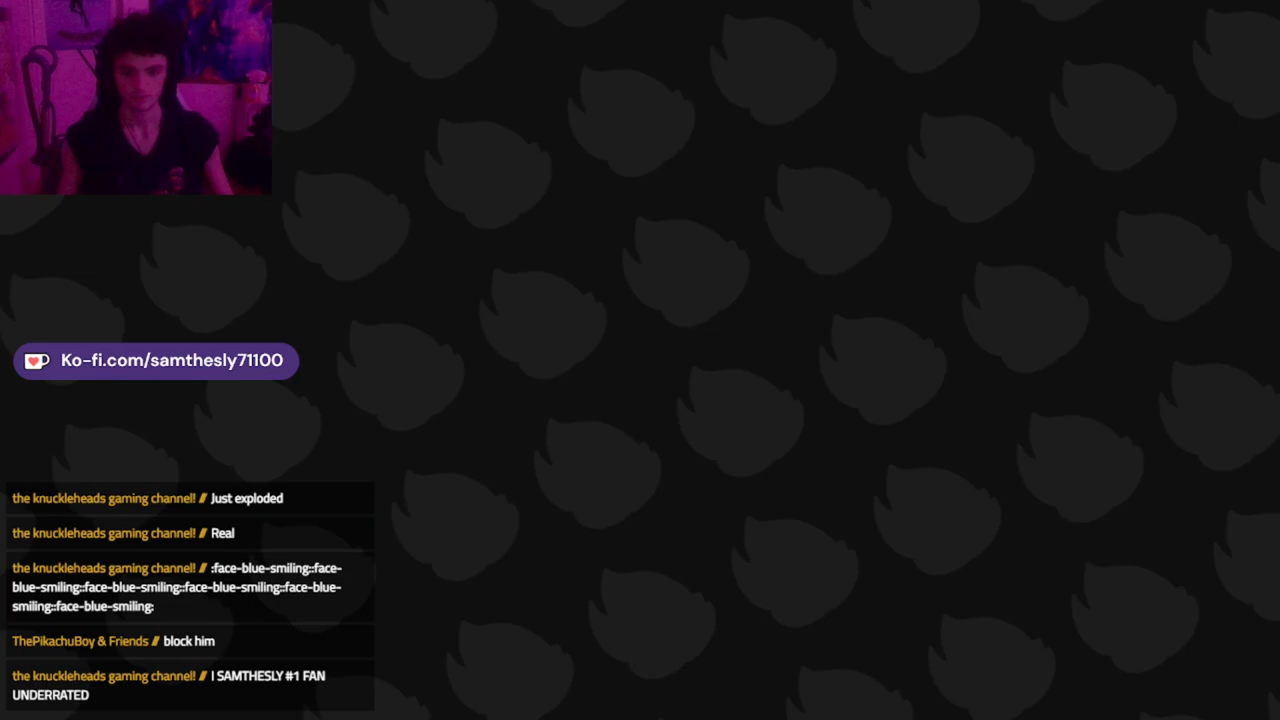 Ko-fi.com/samthesly71100
the knuckleheads gaming channel! // Just exploded
the knuckleheads gaming channel! // Real
the knuckleheads gaming channel! // :face-blue-smiling::face-
blue-smiling::face-blue-smiling::face-blue-smiling::face-blue-
smiling::face-blue-smiling:
ThePikachuBoy & Friends // block him
the knuckleheads gaming channel! // I SAMTHESLY #1 FAN
UNDERRATED